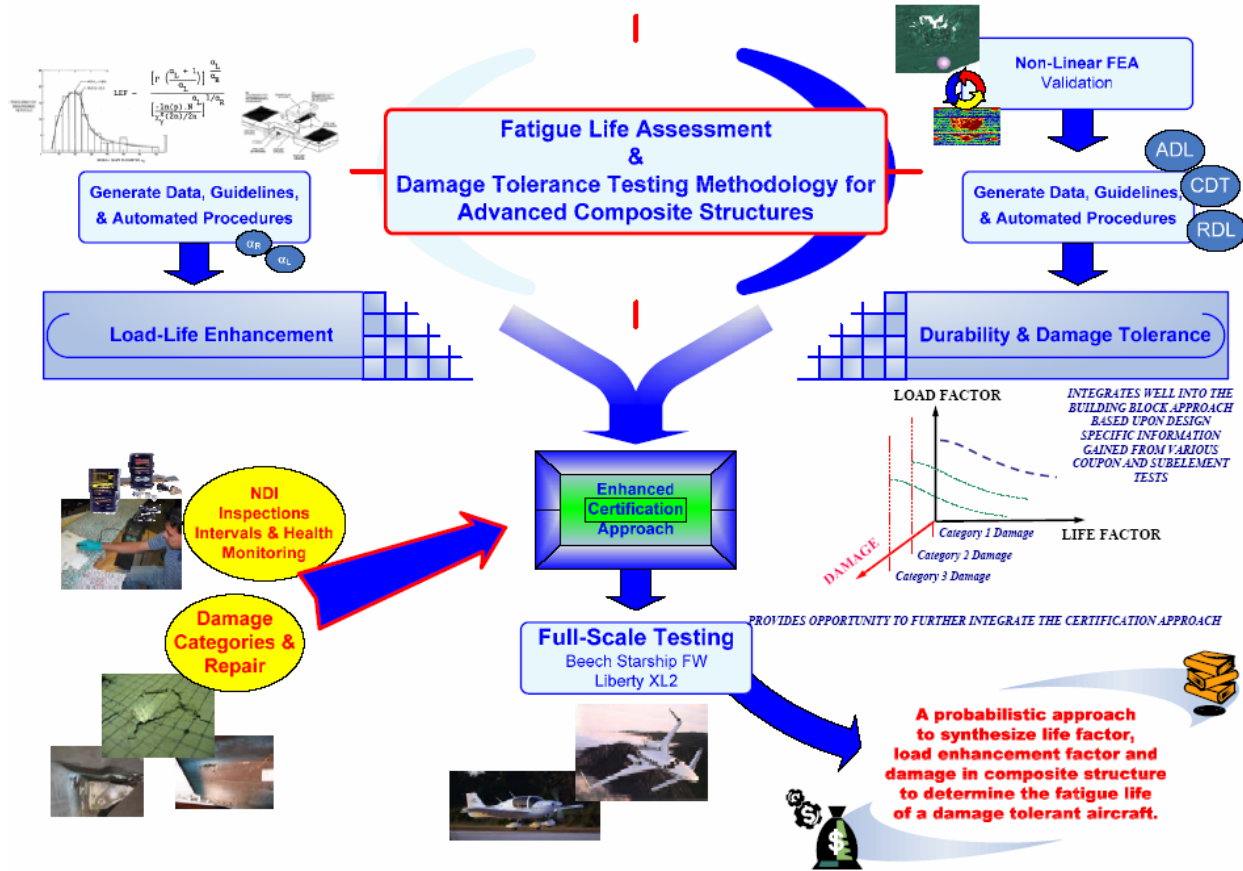 Fatigue Life Assessment
&
Damage Tolerance Testing Methodology for
Advanced Composite Structures
LEF =
Generate Data, Guidelines,
& Automated Procedures
αR
αL
Load-Life Enhancement
Non-Linear FEA
Validation
Generate Data, Guidelines,
& Automated Procedures
ADL
CDT
RDL
Durability & Damage Tolerance
LOAD FACTOR
INTEGRATES WELL INTO THE
BUILDING BLOCK APPROACH
BASED UPON DESIGN
SPECIFIC INFORMATION
GAINED FROM VARIOUS
COUPON AND SUBELEMENT
TESTS
LIFE FACTOR
DAMAGE
Category 1 Damage
Category 2 Damage
Category 3 Damage
NDI
Inspections
Intervals & Health
Monitoring
Damage
Categories &
Repair
Enhanced
Certification
Approach
Full-Scale Testing
Beech Starship FW
Liberty XL2
PROVIDES OPPORTUNITY TO FURTHER INTEGRATE THE CERTIFICATION APPROACH
A probabilistic approach
to synthesize life factor,
load enhancement factor and
damage in composite structure
to determine the fatigue life
of a damage tolerant aircraft.
$
$